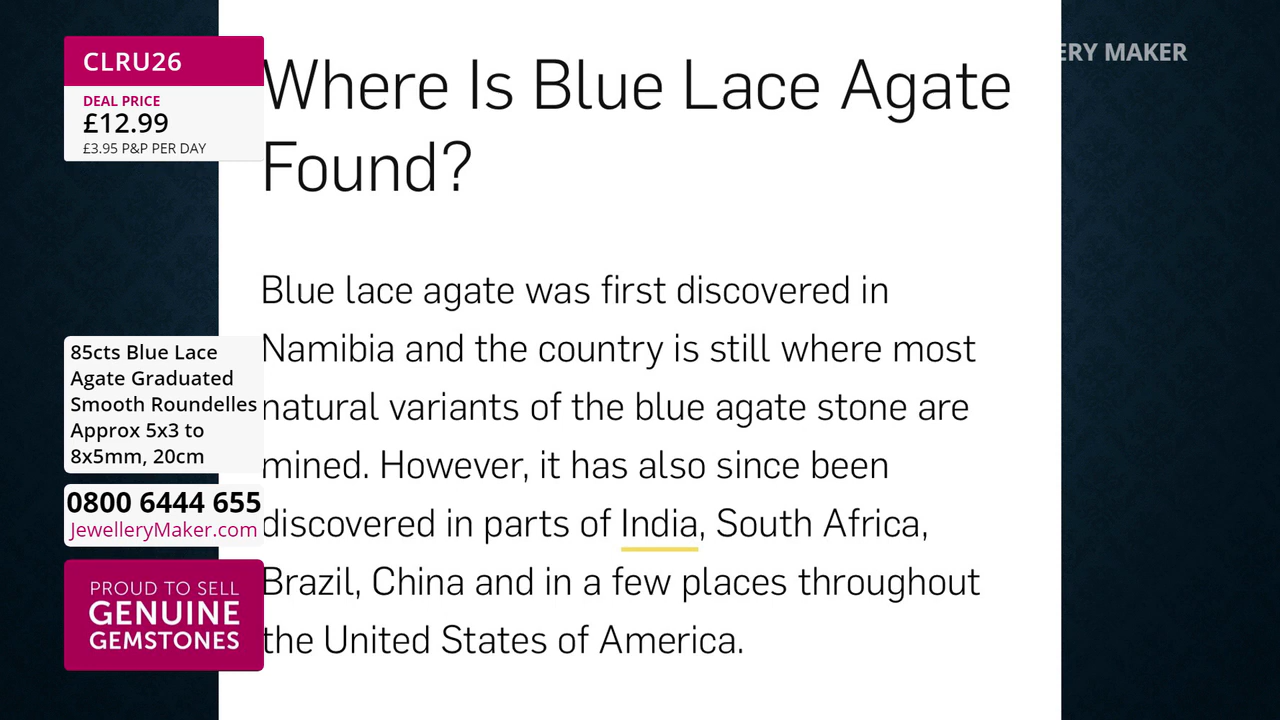 CLRU26
DEAL PRICE
£12.99
£3.95 P&P PER DAY
85cts Blue Lace
Agate Graduated
Smooth Roundelles
Approx 5x3 to
8x5mm, 20cm
0800 6444 655
JewelleryMaker.com
PROUD TO SELL
GENUINE
GEMSTONES
ERY MAKER
Where Is Blue Lace Agate
Found?
Blue lace agate was first discovered in
Namibia and the country is still where most
natural variants of the blue agate stone are
mined. However, it has also since been
discovered in parts of India, South Africa,
Brazil, China and in a few places throughout
the United States of America.